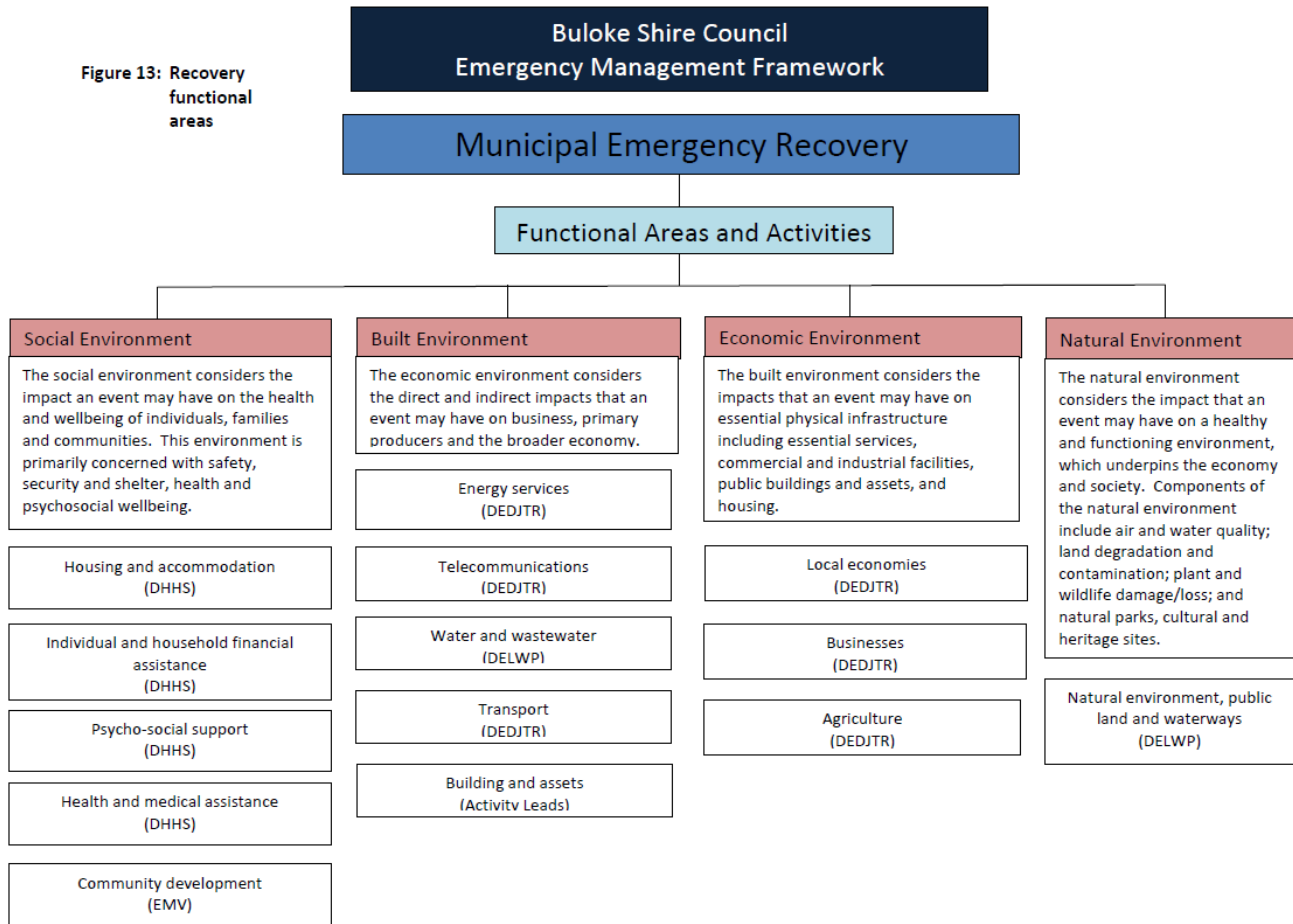 Buloke Shire Council
Emergency Management Framework
Figure 13: Recovery
functional
areas
Municipal Emergency Recovery
Functional Areas and Activities
Social Environment
The social environment considers the
impact an event may have on the health
and wellbeing of individuals, families
and communities. This environment is
primarily concerned with safety,
security and shelter, health and
psychosocial wellbeing.
Housing and accommodation
(DHHS)
Individual and household financial
assistance
(DHHS)
Psycho-social support
(DHHS)
Health and medical assistance
(DHHS)
Community development
(EMV)
Built Environment
The economic environment considers
the direct and indirect impacts that an
event may have on business, primary
producers and the broader economy.
Energy services
(DEDJTR)
Telecommunications
(DEDJTR)
Water and wastewater
(DELWP)
Transport
(DEDJTR)
Building and assets
(Activity Leads)
Economic Environment
The built environment considers the
impacts that an event may have on
essential physical infrastructure
including essential services,
commercial and industrial facilities,
public buildings and assets, and
housing.
Local economies
(DEDJTR)
Businesses
(DEDJTR)
Agriculture
(DEDJTR)
Natural Environment
The natural environment
considers the impact that an
event may have on a healthy
and functioning environment,
which underpins the economy
and society. Components of
the natural environment
include air and water quality;
land degradation and
contamination; plant and
wildlife damage/loss; and
natural parks, cultural and
heritage sites.
Natural environment, public
land and waterways
(DELWP)